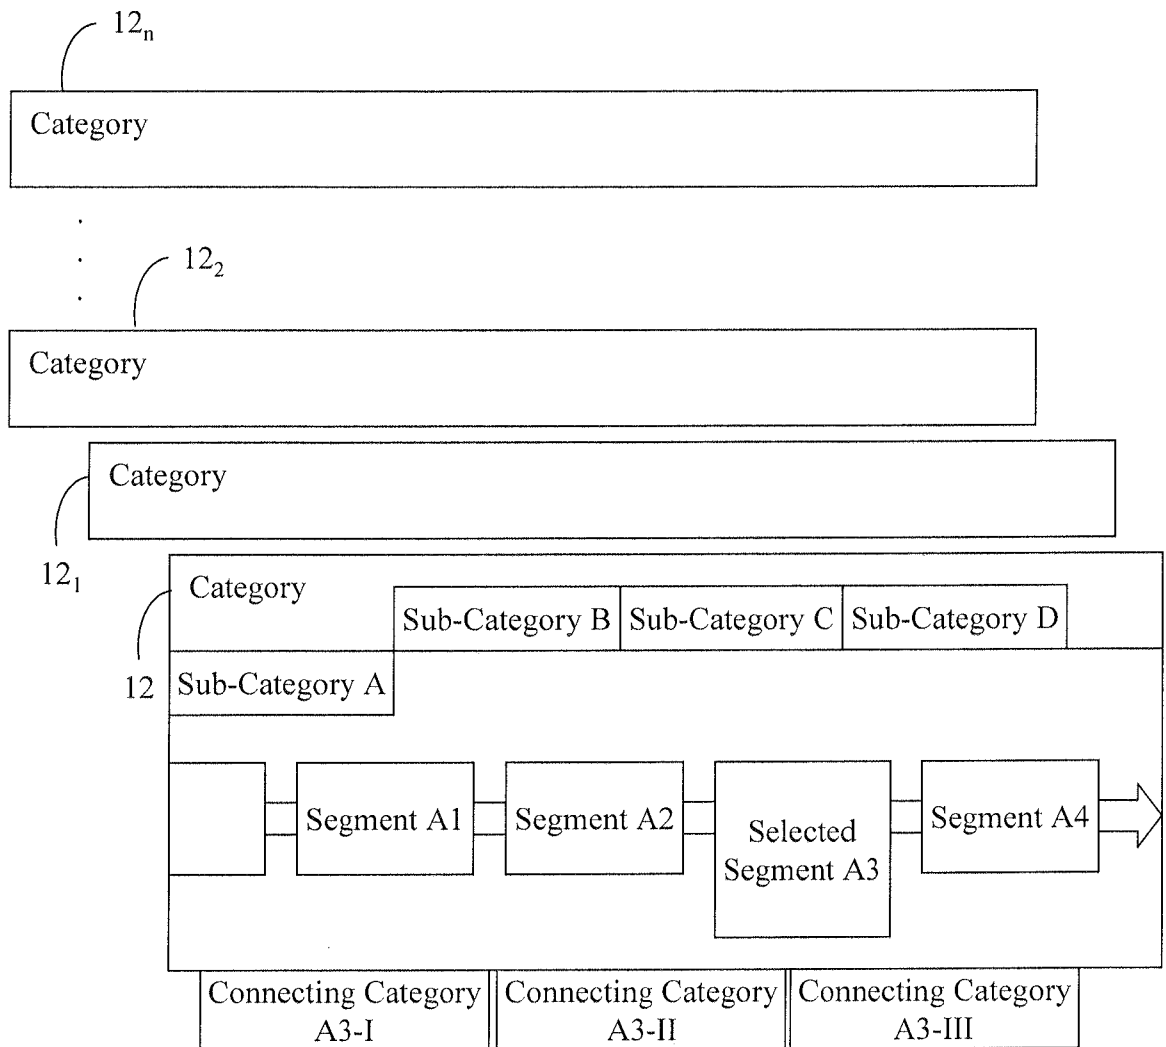 12n
Category
122
Category
Category
121
Category
Sub-Category B
Sub-Category C
Sub-Category D
12
Sub-Category A
Segment A1
Segment A2
Selected
Segment A3
Segment A4
Connecting Category
A3-I
Connecting Category
A3-II
Connecting Category
A3-III